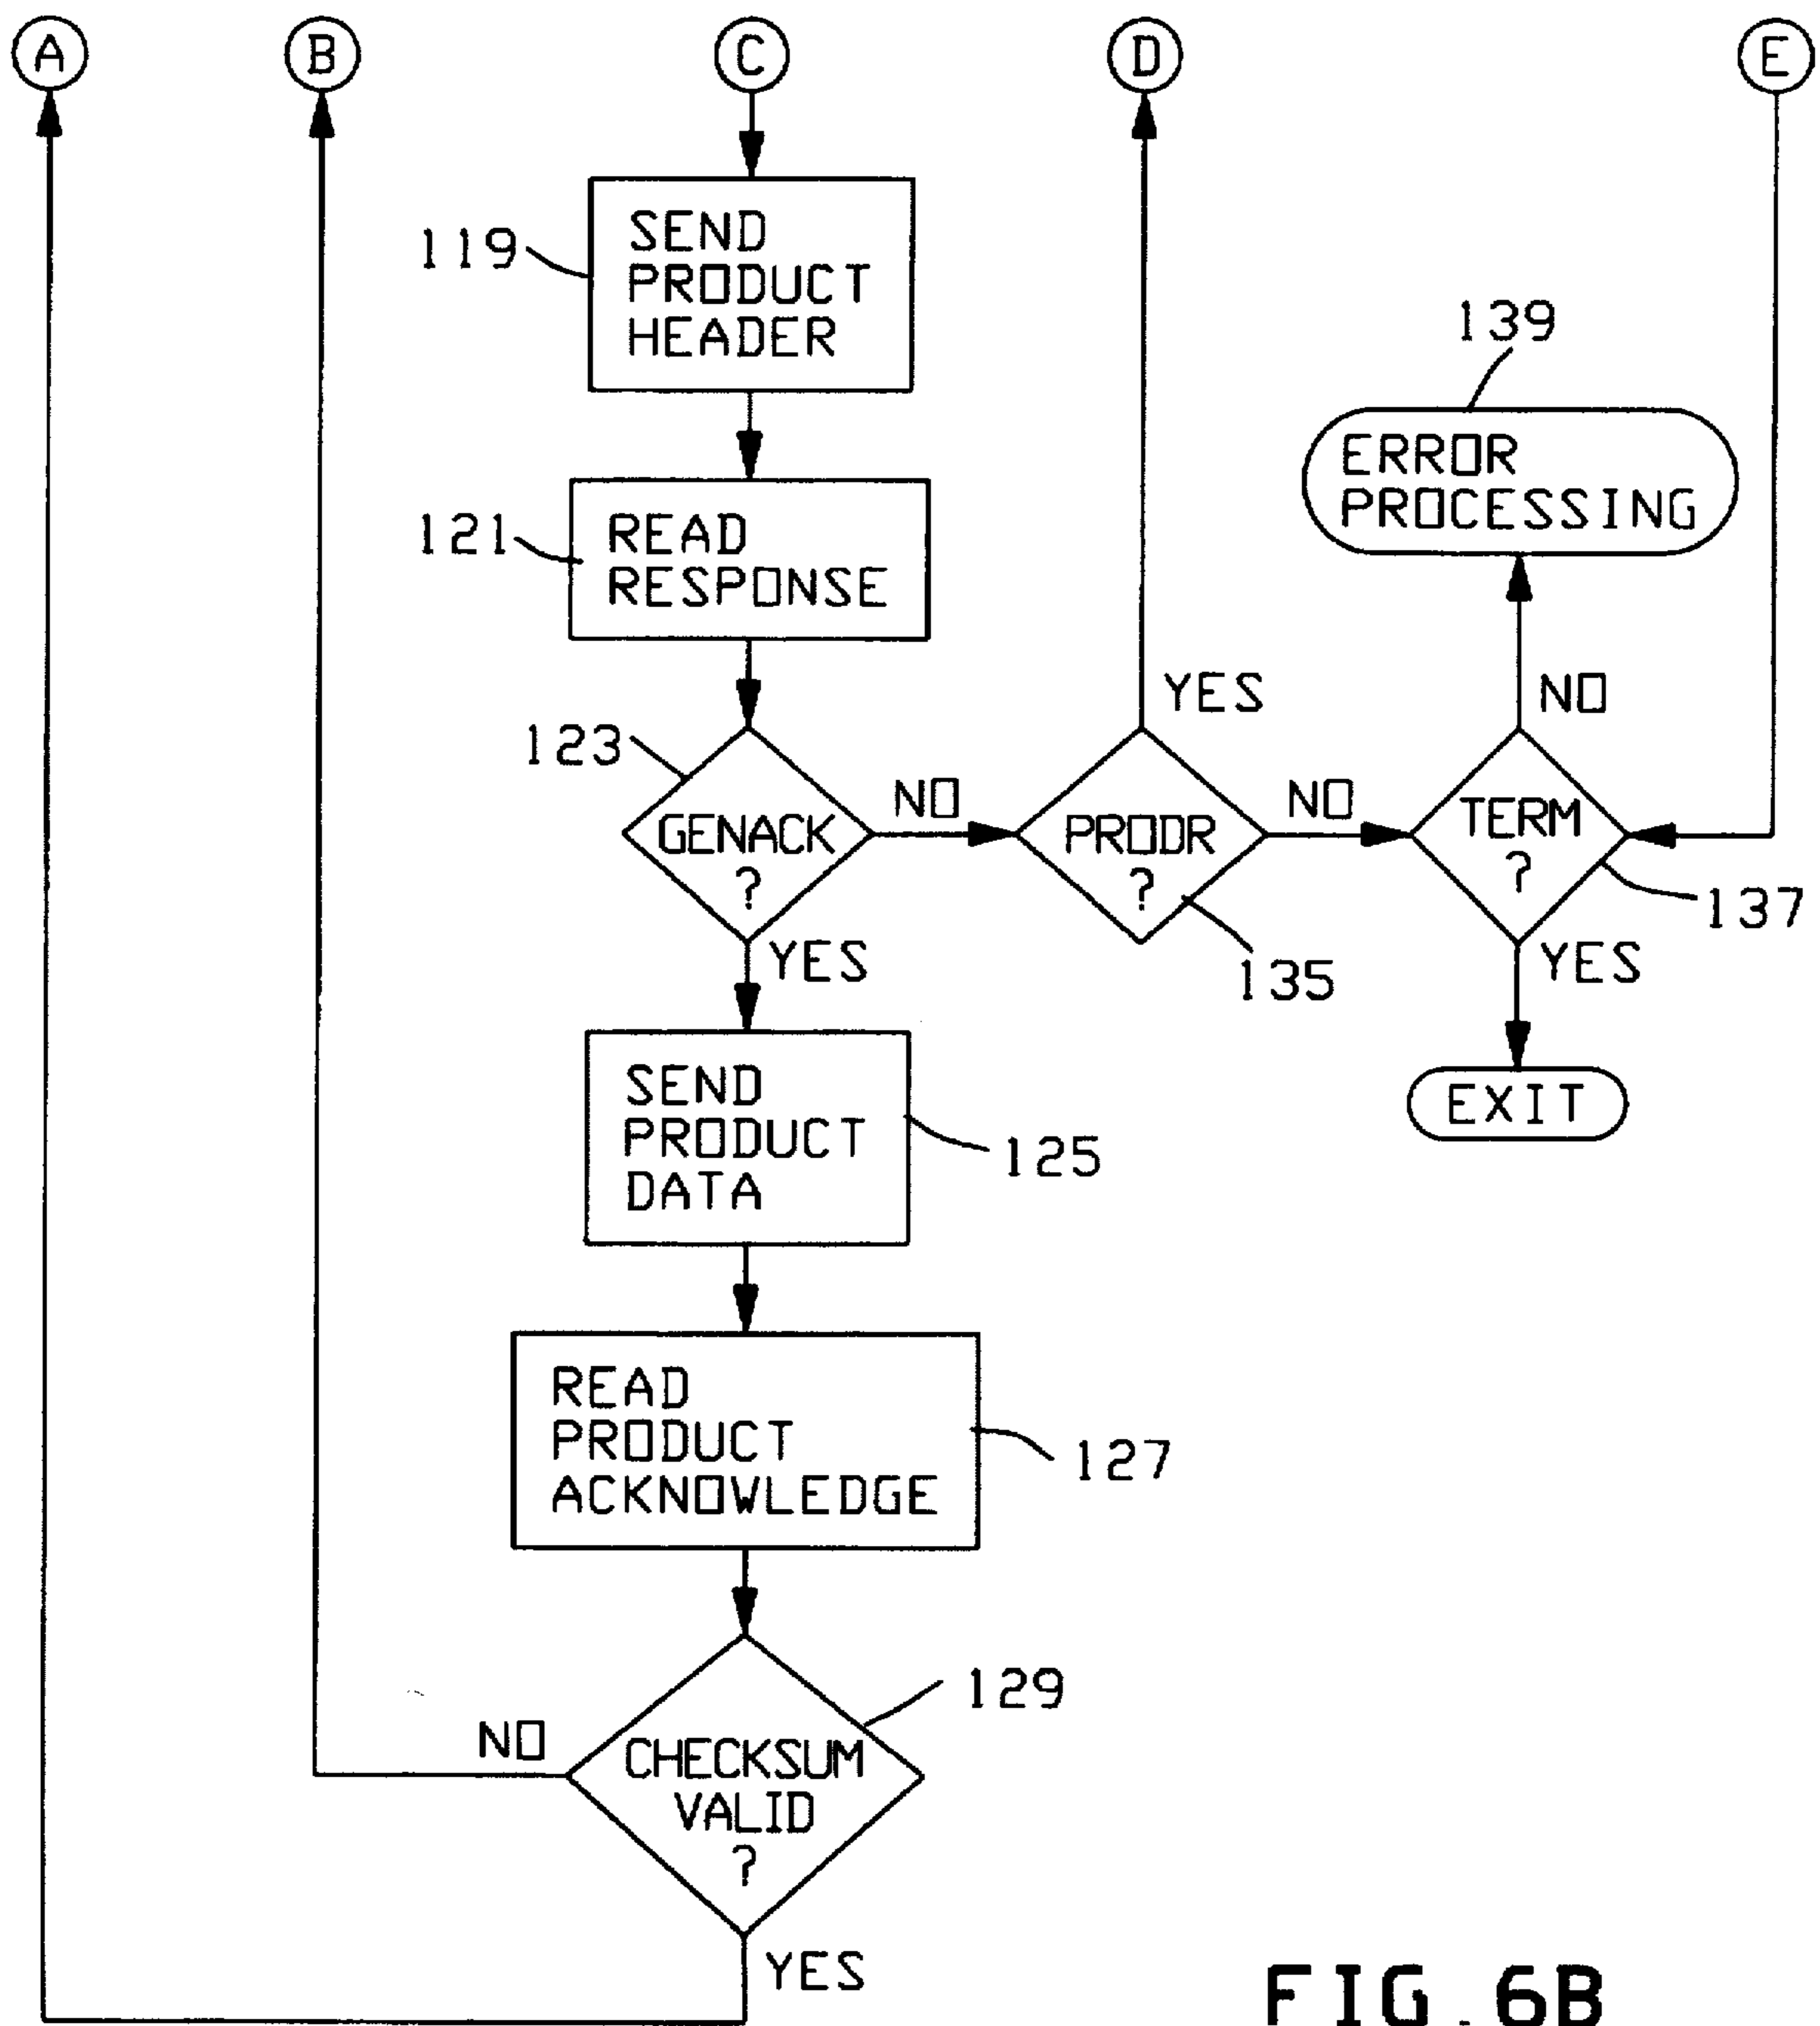 A
B
C
D
E
119
SEND
PRODUCT
HEADER
139
ERROR
PROCESSING
121
READ
RESPONSE
YES
NO
123
GENACK
?
NO
PRODR
?
NO
TERM
?
137
YES
135
YES
EXIT
SEND
PRODUCT
DATA
125
READ
PRODUCT
ACKNOWLEDGE
127
129
NO
CHECKSUM
VALID
?
YES
FIG. 6B